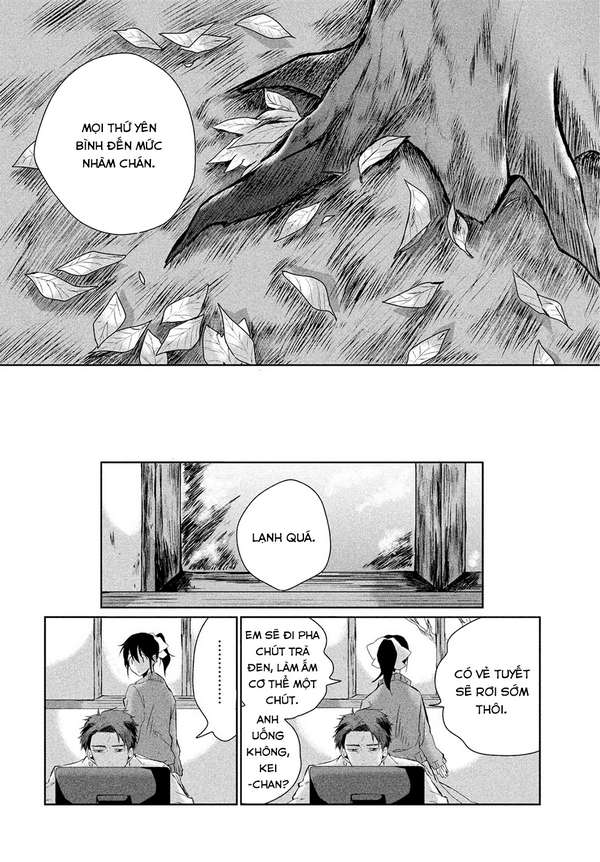 MỌI THỨ YÊN
BÌNH ĐẾN MỨC
NHÀM CHÁN.
LẠNH QUÁ.
CÓ VẺ TUYẾT
SẼ RƠI SỚM
THÔI.
EM SẼ ĐI PHA
CHÚT TRÀ
ĐEN, LÀM ẤM
CƠ THỂ MỘT
CHÚT.
ANH
UỐNG
KHÔNG,
KEI
-CHAN?
.........